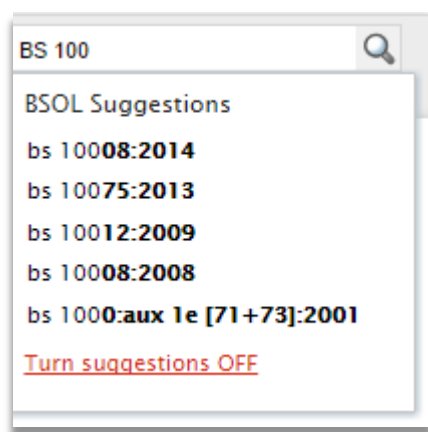 BS 100
BSOL Suggestions
bs 10008:2014
bs 10075:2013
bs 10012:2009
bs 10008:2008
bs 1000:aux 1e [71+73]:2001
Turn suggestions OFF